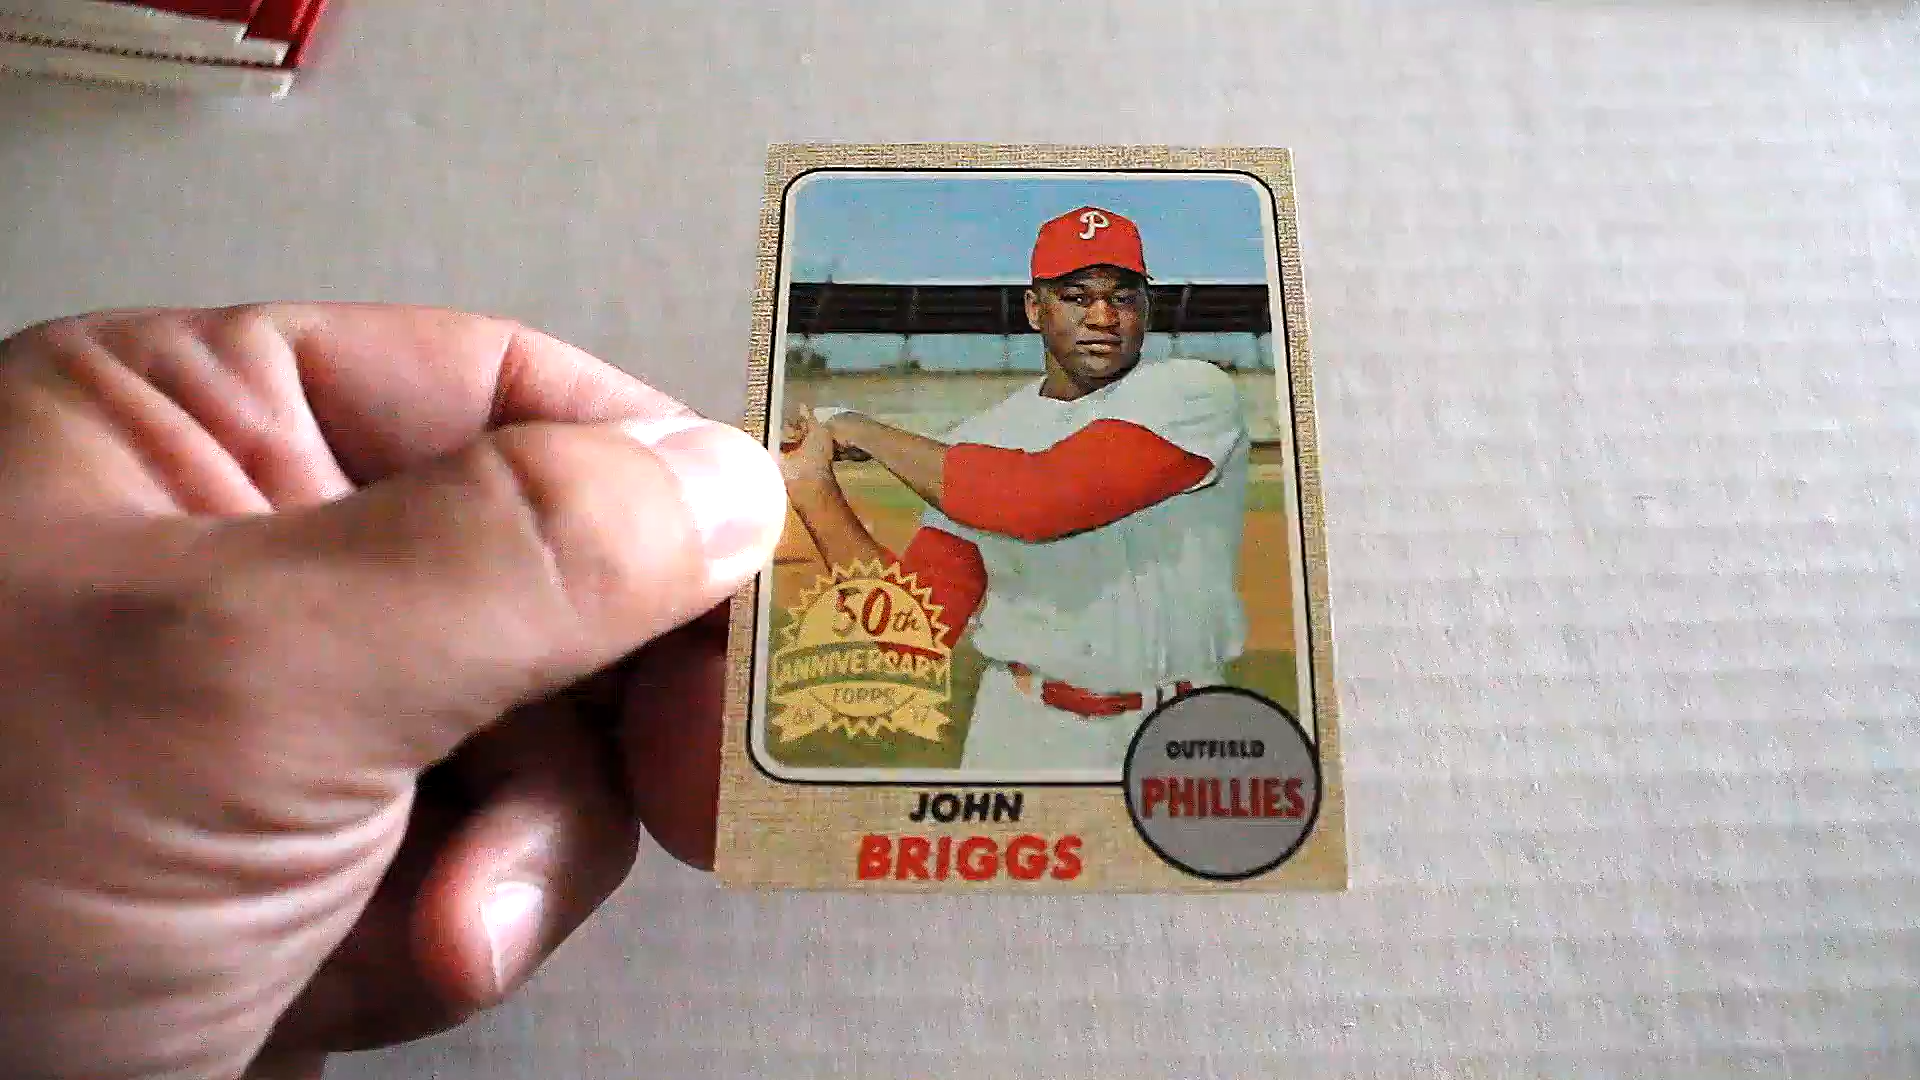 P
50th
ANNIVERSARY
TOPPS
JOHN
BRIGGS
OUTFIELD
PHILLIES